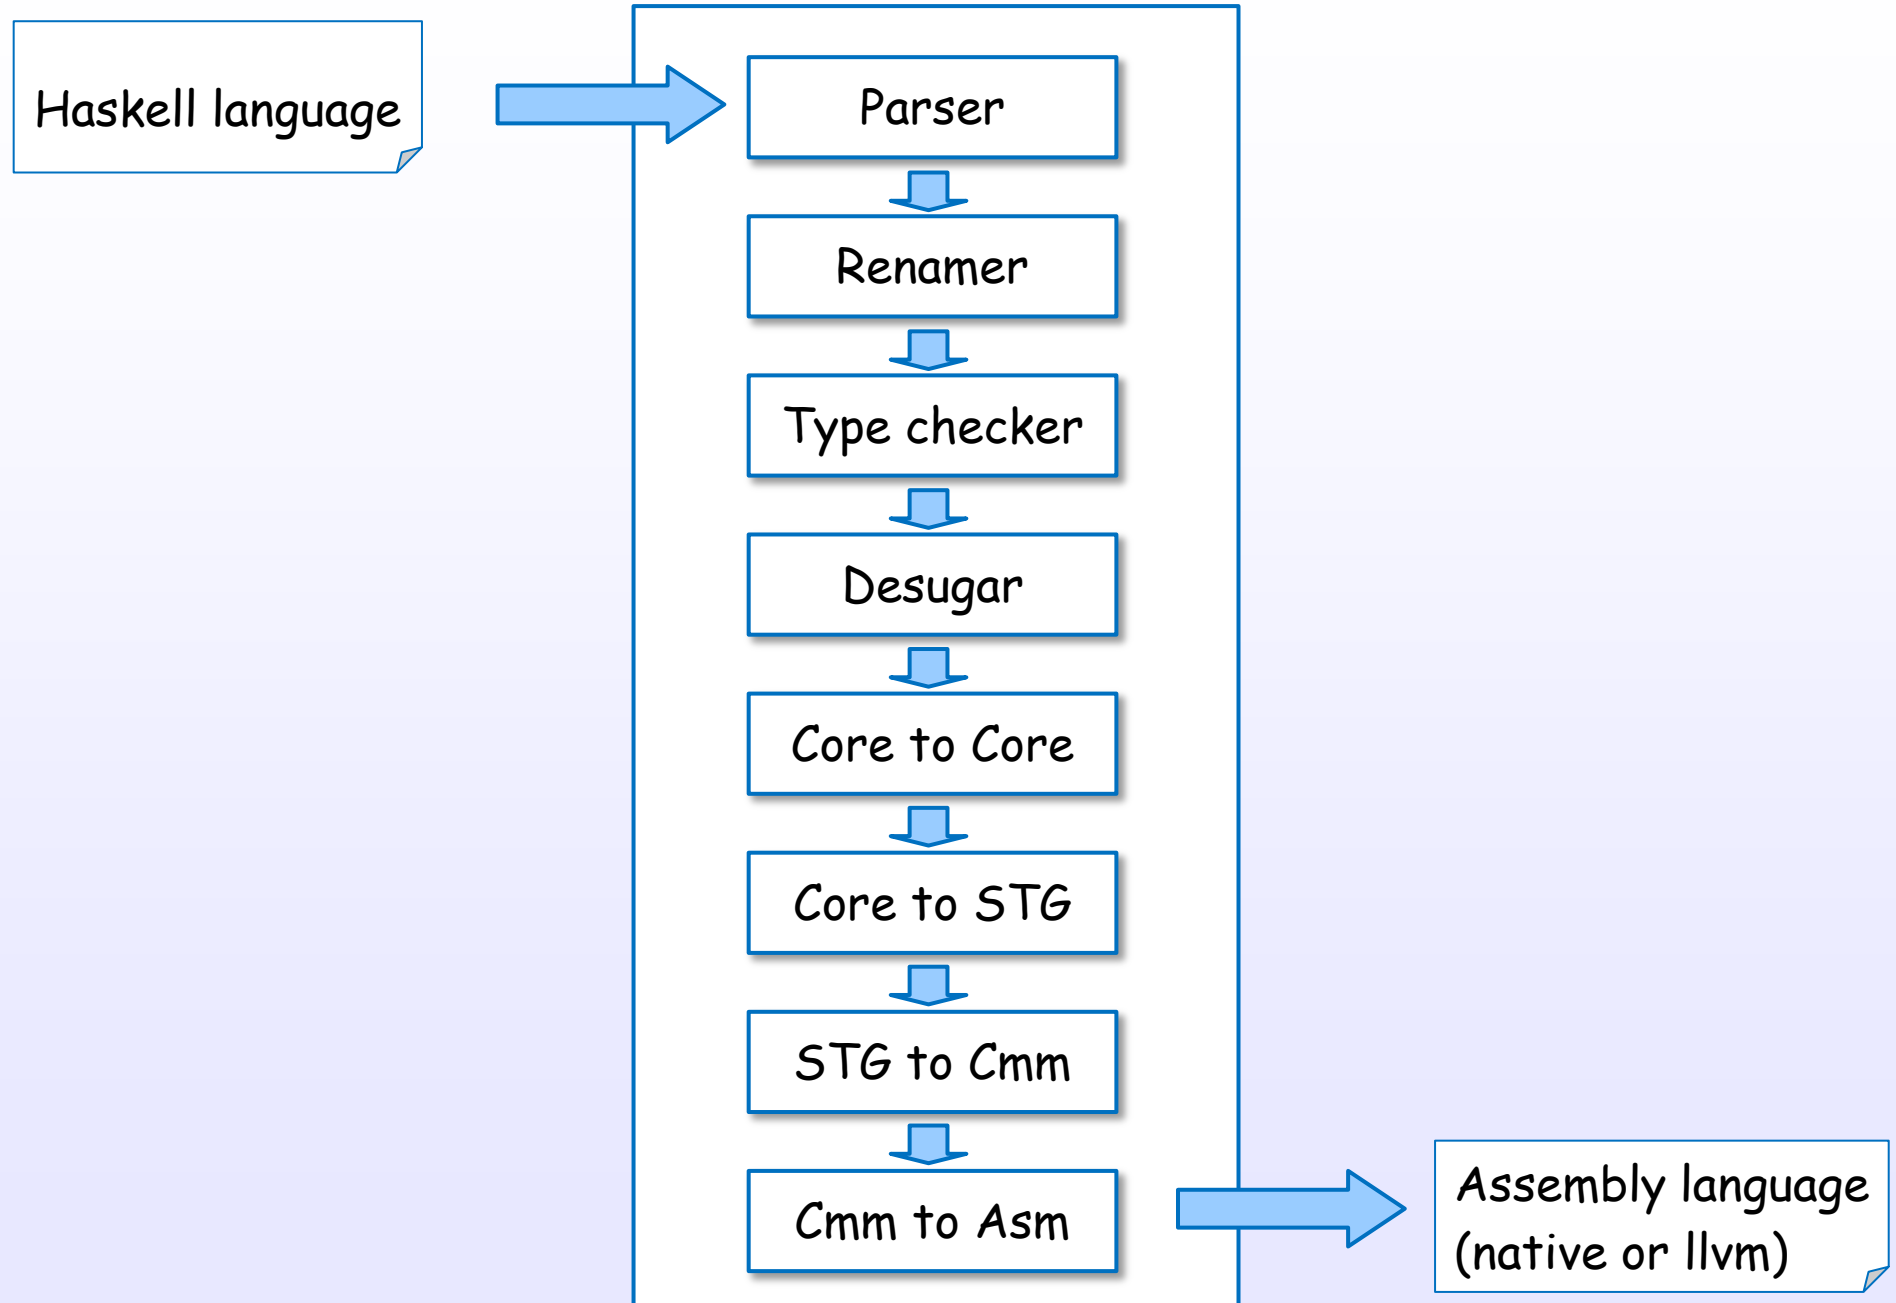 Haskell language
Parser
Renamer
Type checker
Desugar
Core to Core
Core to STG
STG to Cmm
Cmm to Asm
Assembly language
(native or llvm)